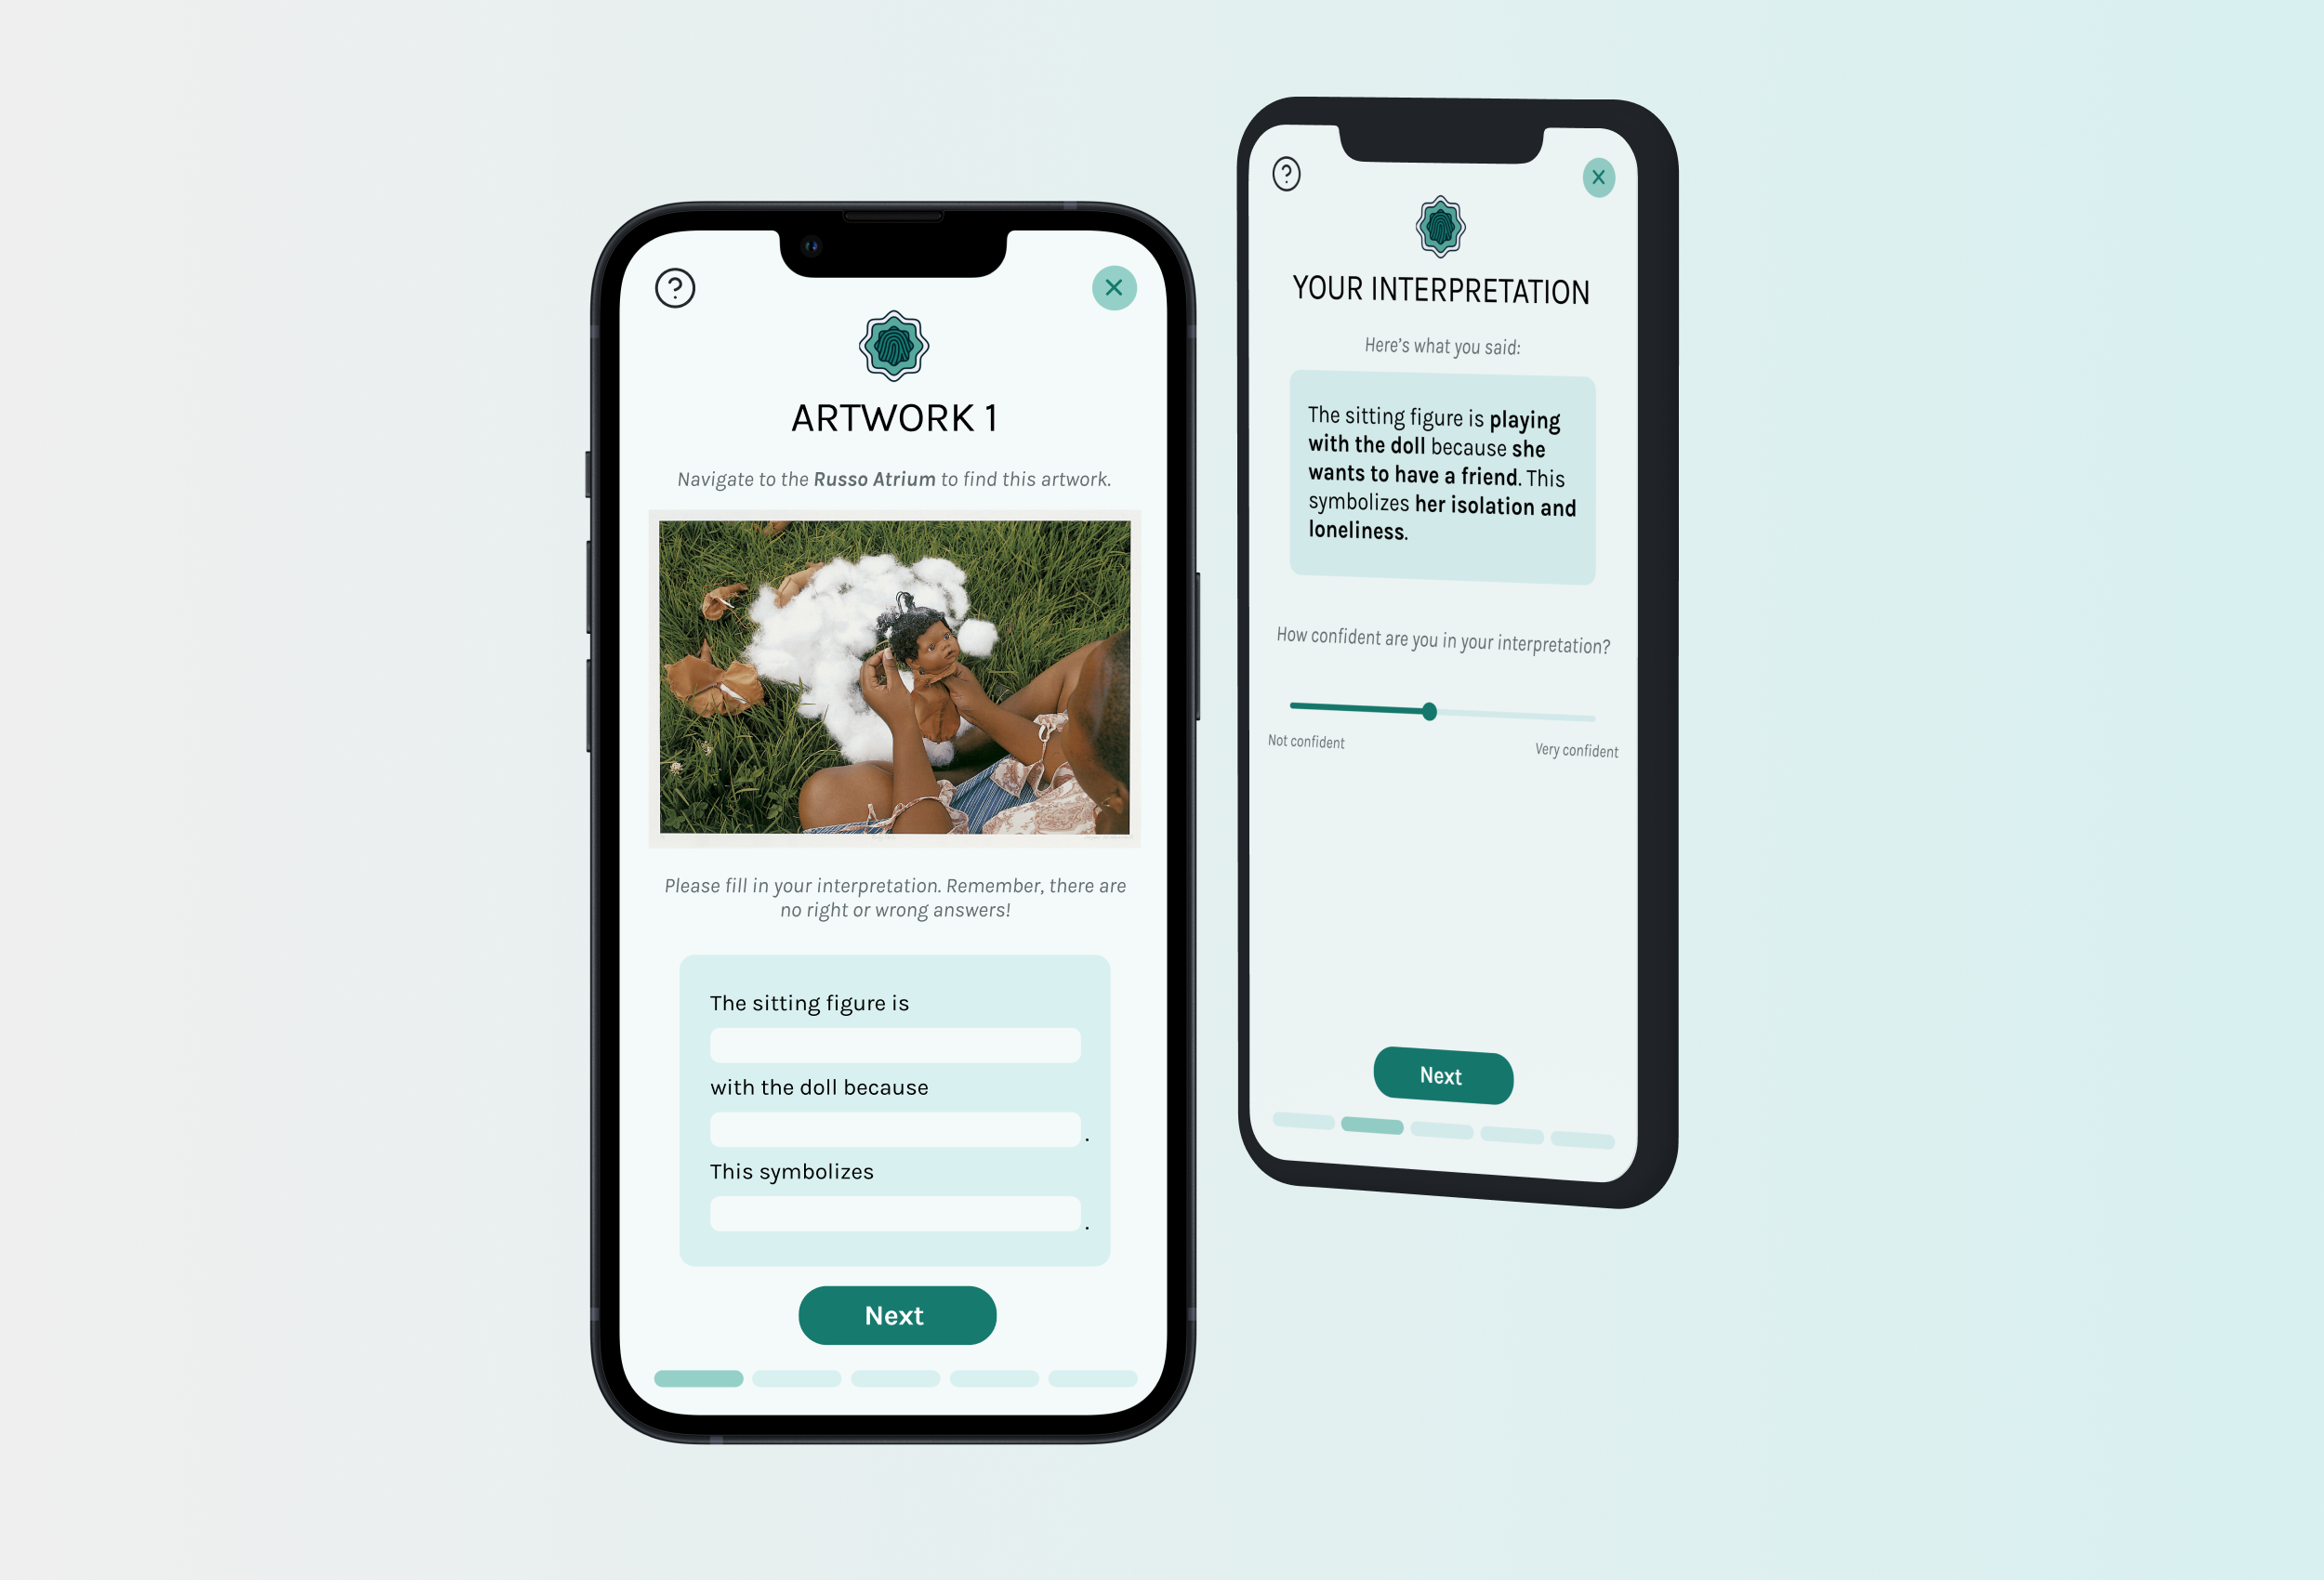 ARTWORK 1
Navigate to the Russo Atrium to find this artwork.
Please fill in your interpretation. Remember, there are
no right or wrong answers!
The sitting figure is
with the doll because
.
This symbolizes
.
Next
YOUR INTERPRETATION
Here's what you said:
The sitting figure is playing
with the doll because she
wants to have a friend. This
symbolizes her isolation and
loneliness.
How confident are you in your interpretation?
Not confident
Very confident
Next